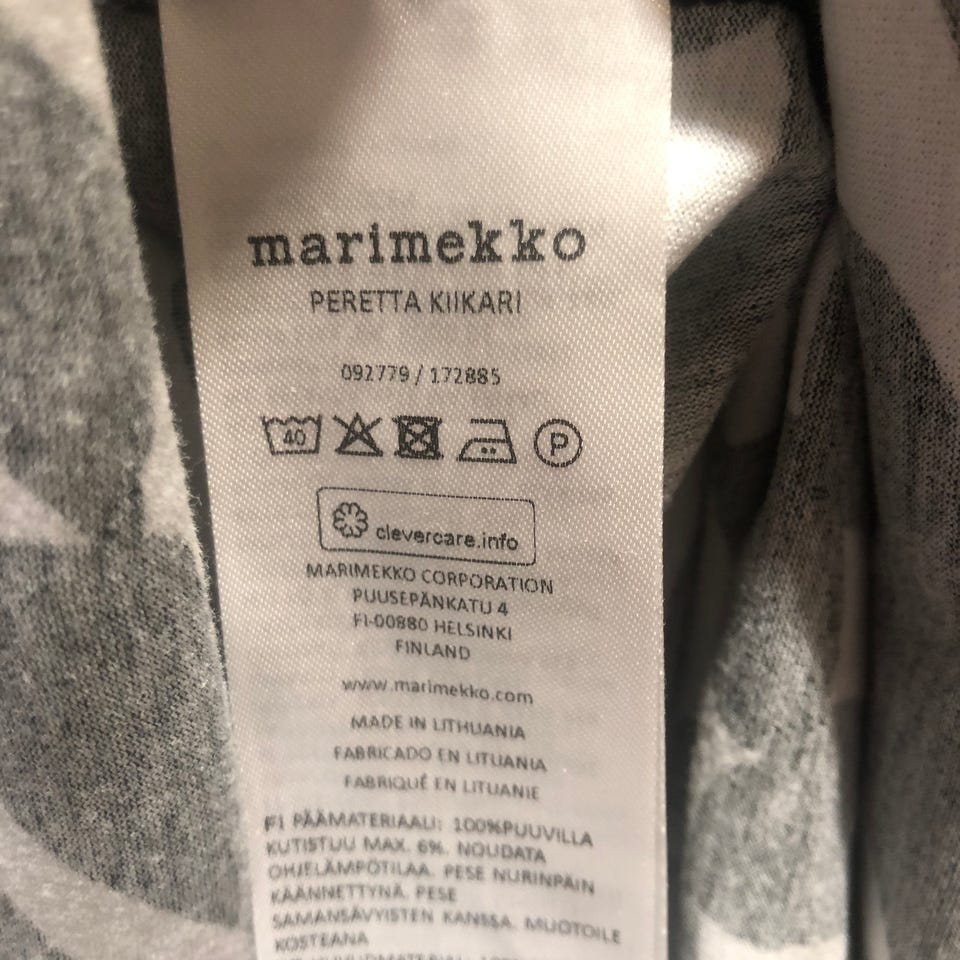 marimekko
PERETTA KIIKARI
092779 / 172885
40
P
clevercare.info
MARIMEKKO CORPORATION
PUUSEPÄNKATU 4
FI-00880 HELSINKI
FINLAND
www.marimekko.com
MADE IN LITHUANIA
FABRICADO EN LITUANIA
FABRIQUÉ EN LITUANIE
FI PÄÄMATERIAALI: 100%PUUVILLA
KUTISTUU MAX. 6%. NOUDATA
OHJELÄMPÖTILAA. PESE NURINPÄIN
KÄÄNNETTYNÄ. PESE
SAMANSÄVYISTEN KANSSA. MUOTOILE
KOSTEANA